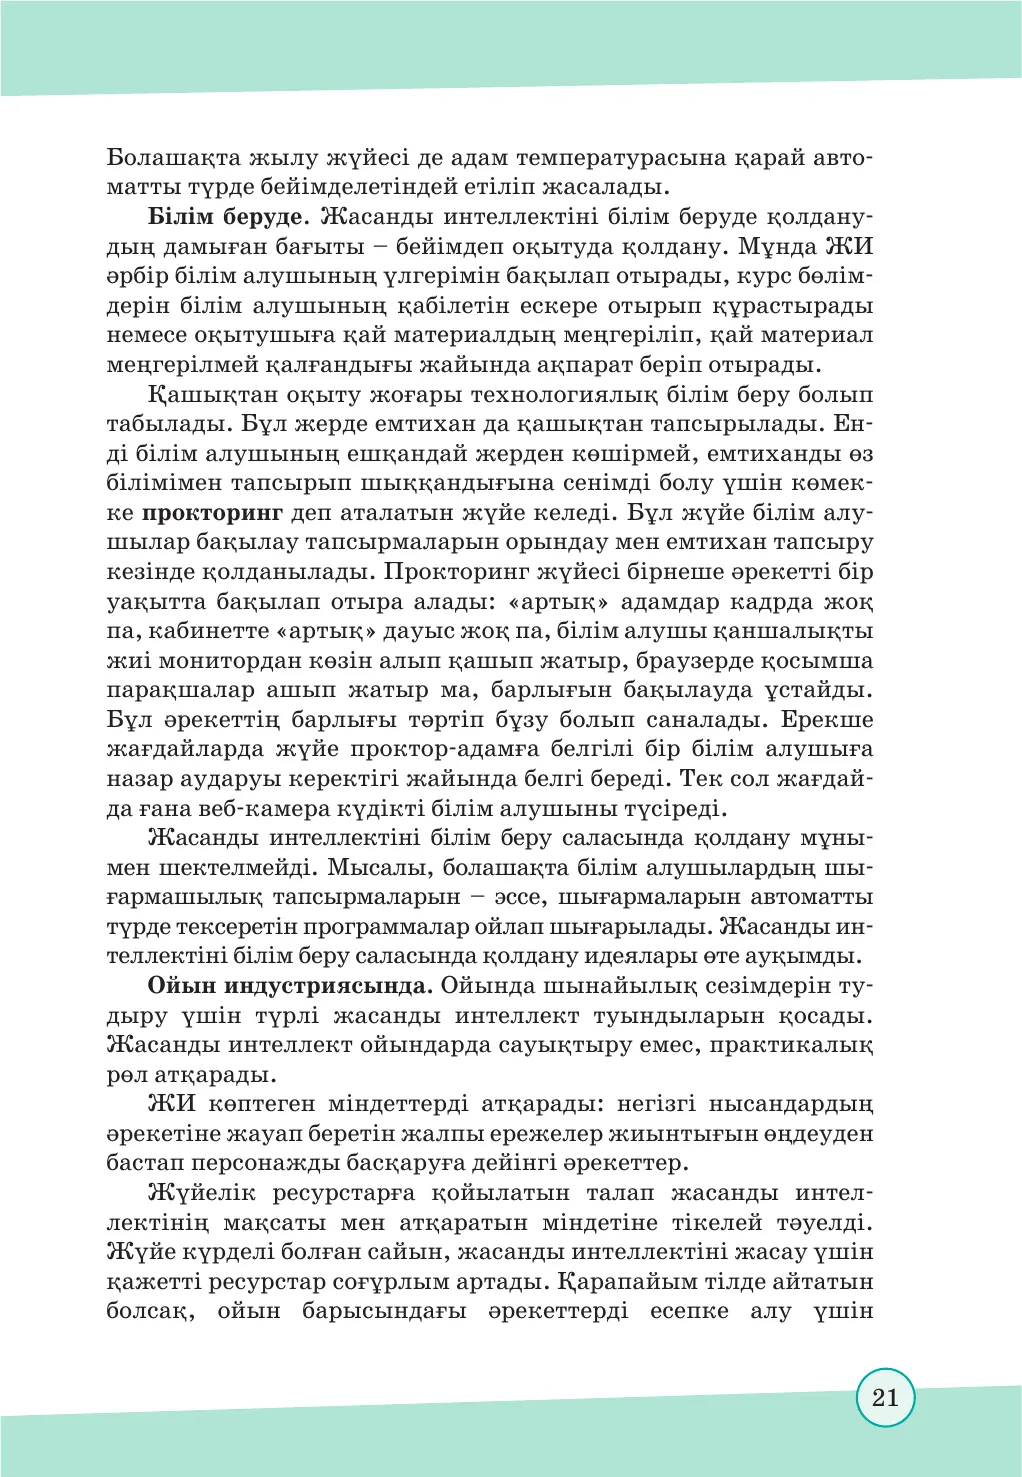 Болашақта жылу жүйесі де адам температурасына қарай авто-
матты түрде бейімделетіндей етіліп жасалады.
Білім беруде. Жасанды интеллектіні білім беруде қолдану-
дың дамыған бағыты – бейімдеп оқытуда қолдану. Мұнда ЖИ
әрбір білім алушының үлгерімін бақылап отырады, курс бөлім-
дерін білім алушының қабілетін ескере отырып құрастырады
немесе оқытушыға қай материалдың меңгеріліп, қай материал
меңгерілмей қалғандығы жайында ақпарат беріп отырады.
Қашықтан оқыту жоғары технологиялық білім беру болып
табылады. Бұл жерде емтихан да қашықтан тапсырылады. Ен-
ді білім алушының ешқандай жерден көшірмей, емтиханды өз
білімімен тапсырып шыққандығына сенімді болу үшін көмек-
ке прокторинг деп аталатын жүйе келеді. Бұл жүйе білім алу-
шылар бақылау тапсырмаларын орындау мен емтихан тапсыру
кезінде қолданылады. Прокторинг жүйесі бірнеше әрекетті бір
уақытта бақылап отыра алады: «артық» адамдар кадрда жоқ
па, кабинетте «артық» дауыс жоқ па, білім алушы қаншалықты
жиі монитордан көзін алып қашып жатыр, браузерде қосымша
парақшалар ашып жатыр ма, барлығын бақылауда ұстайды.
Бұл әрекеттің барлығы тәртіп бұзу болып саналады. Ерекше
жағдайларда жүйе проктор-адамға белгілі бір білім алушыға
назар аударуы керектігі жайында белгі береді. Тек сол жағдай-
да ғана веб-камера күдікті білім алушыны түсіреді.
Жасанды интеллектіні білім беру саласында қолдану мұны-
мен шектелмейді. Мысалы, болашақта білім алушылардың шы-
ғармашылық тапсырмаларын – эссе, шығармаларын автоматты
түрде тексеретін программалар ойлап шығарылады. Жасанды ин-
теллектіні білім беру саласында қолдану идеялары өте ауқымды.
Ойын индустриясында. Ойында шынайылық сезімдерін ту-
дыру үшін түрлі жасанды интеллект туындыларын қосады.
Жасанды интеллект ойындарда сауықтыру емес, практикалық
рөл атқарады.
ЖИ көптеген міндеттерді атқарады: негізгі нысандардың
әрекетіне жауап беретін жалпы ережелер жиынтығын өңдеуден
бастап персонажды басқаруға дейінгі әрекеттер.
Жүйелік ресурстарға қойылатын талап жасанды интел-
лектінің мақсаты мен атқаратын міндетіне тікелей тәуелді.
Жүйе күрделі болған сайын, жасанды интеллектіні жасау үшін
қажетті ресурстар соғұрлым артады. Қарапайым тілде айтатын
болсақ, ойын барысындағы әрекеттерді есепке алу үшін
21